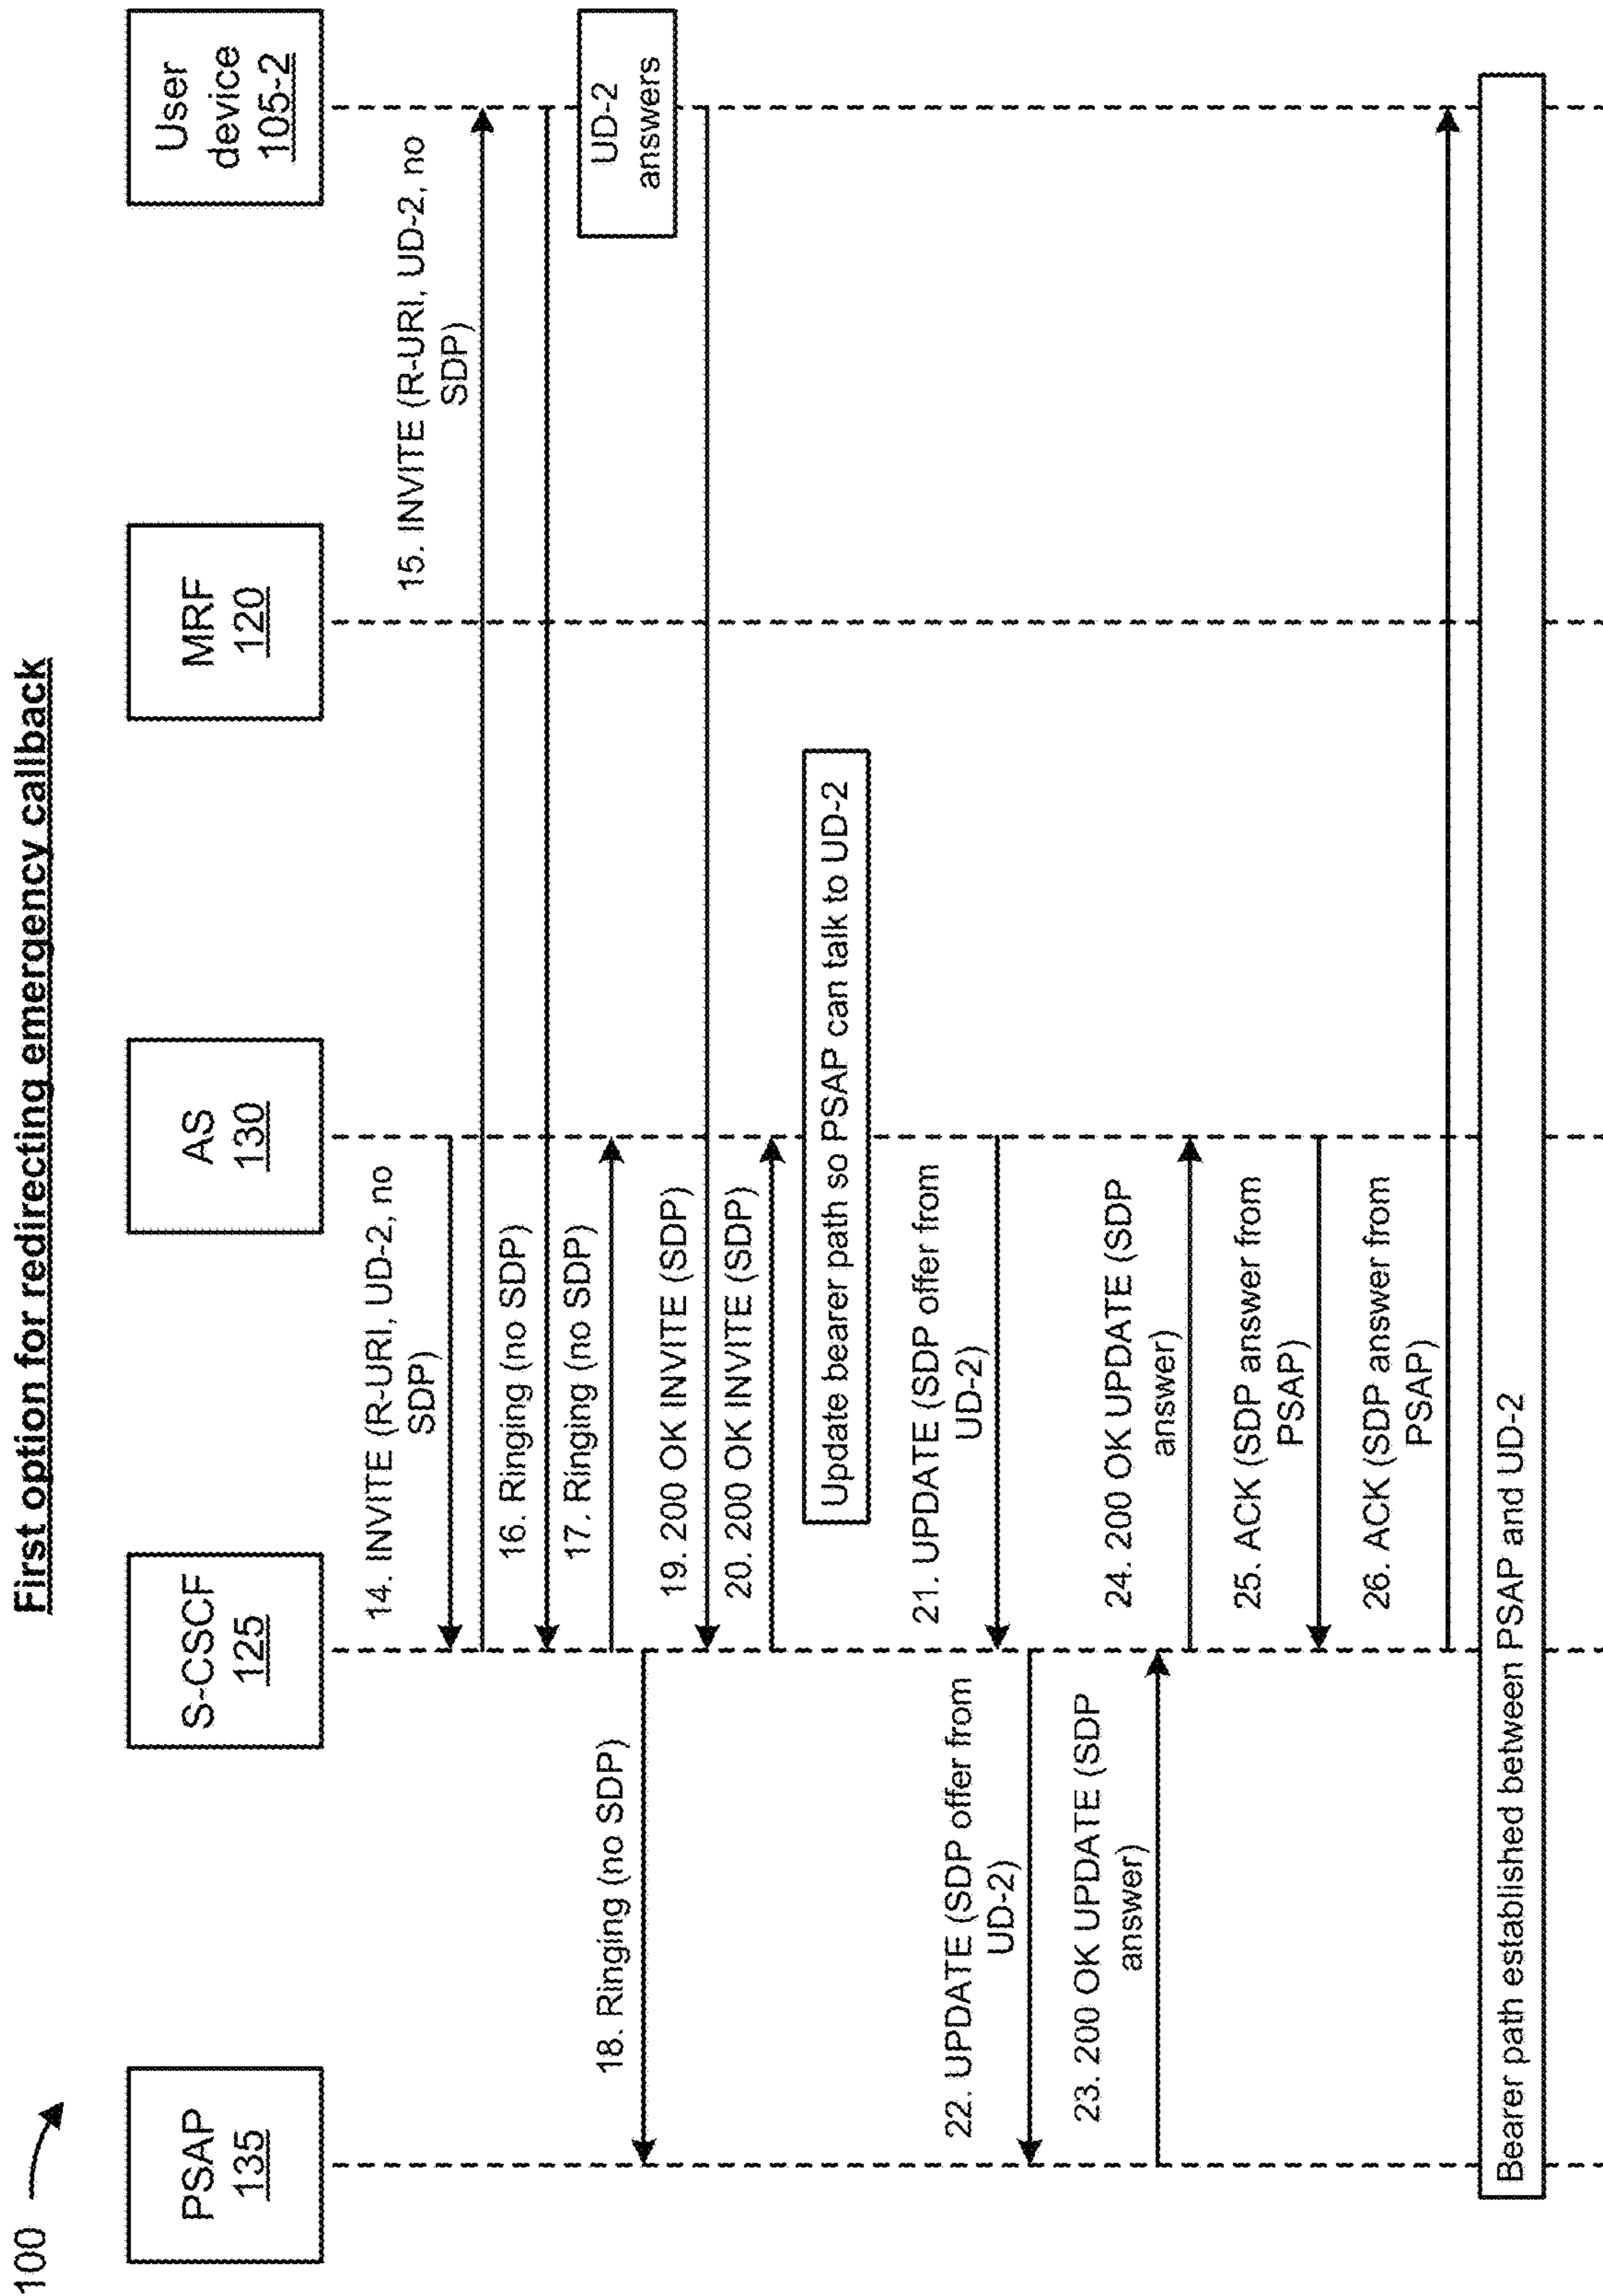 100
First option for redirecting emergency callback
PSAP
135
S-CSCF
125
AS
130
MRF
120
User
device
105-2
14. INVITE (R-URI, UD-2, no
SDP)
15. INVITE (R-URI, UD-2, no
SDP)
16. Ringing (no SDP)
17. Ringing (no SDP)
18. Ringing (no SDP)
UD-2
answers
19. 200 OK INVITE (SDP)
20. 200 OK INVITE (SDP)
Update bearer path so PSAP can talk to UD-2
21. UPDATE (SDP offer from
UD-2)
22. UPDATE (SDP offer from
UD-2)
23. 200 OK UPDATE (SDP
answer)
24. 200 OK UPDATE (SDP
answer)
25. ACK (SDP answer from
PSAP)
26. ACK (SDP answer from
PSAP)
Bearer path established between PSAP and UD-2